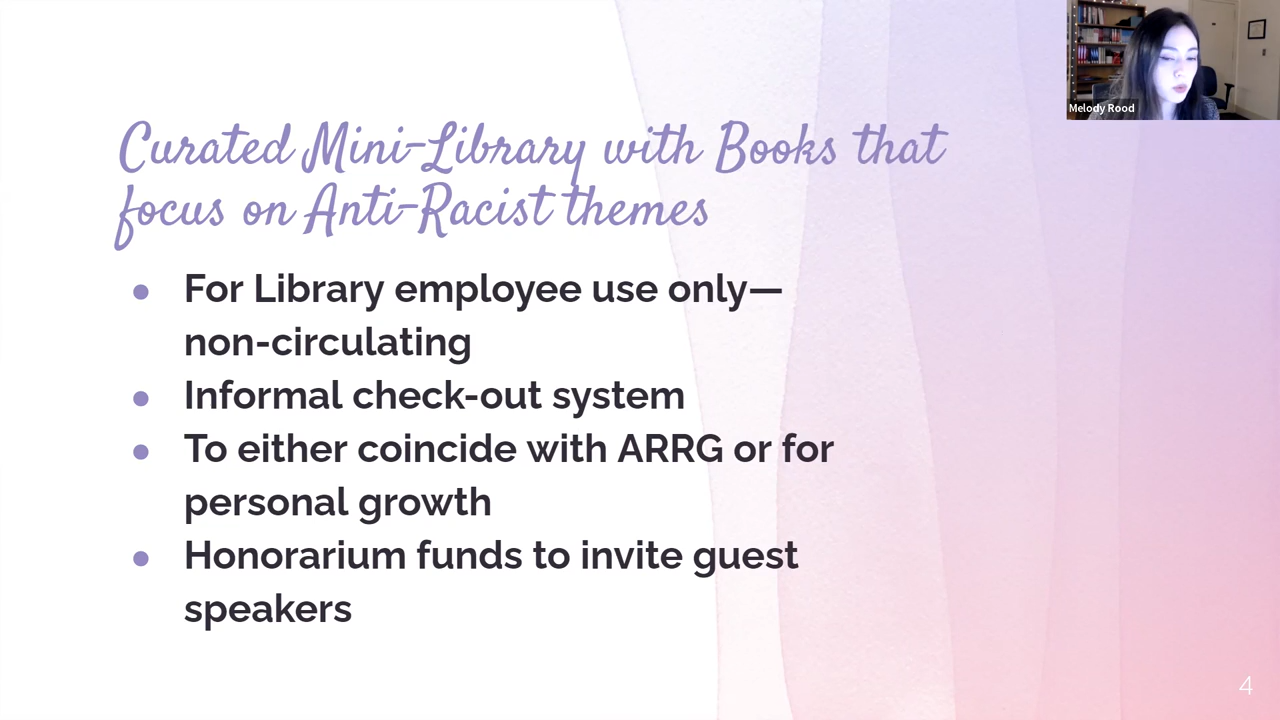 Curated Mini-Library with Books that
focus on Anti-Racist themes
● For Library employee use only—
non-circulating
● Informal check-out system
● To either coincide with ARRG or for
personal growth
● Honorarium funds to invite guest
speakers
Melody Rood
4